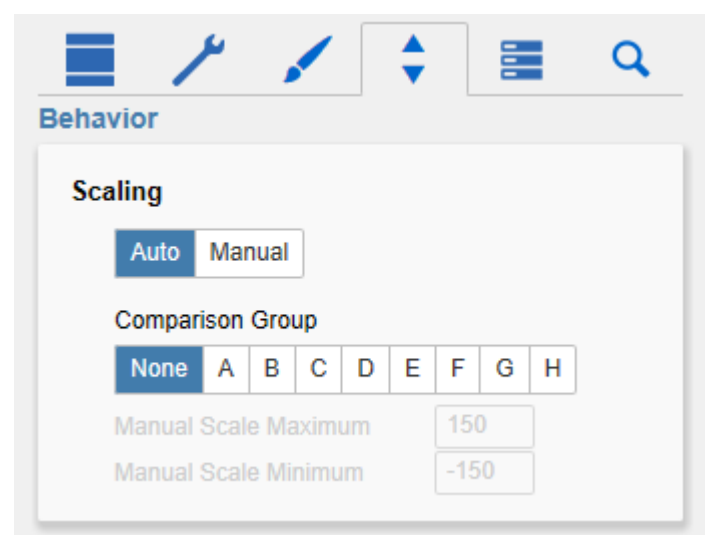 Behavior
Scaling
Auto Manual
Comparison Group
None A B C D E F G H
Manual Scale Maximum 150
Manual Scale Minimum -150